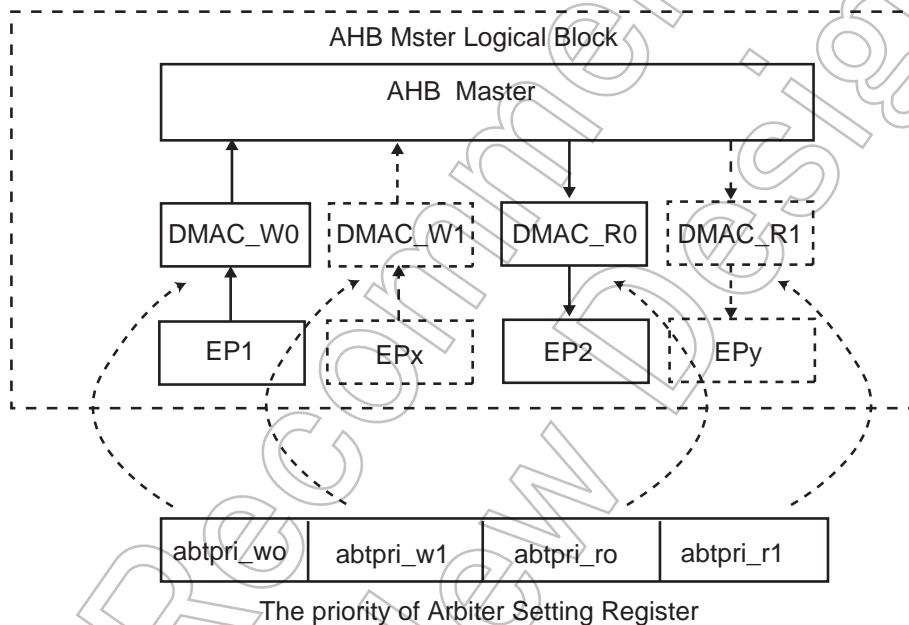 AHB Mster Logical Block
AHB Master
DMAC_W0
DMAC_W1
DMAC_R0
DMAC_R1
EP1
EPx
EP2
EPy
abtpri_wo
abtpri_w1
abtpri_ro
abtpri_r1
The priority of Arbiter Setting Register